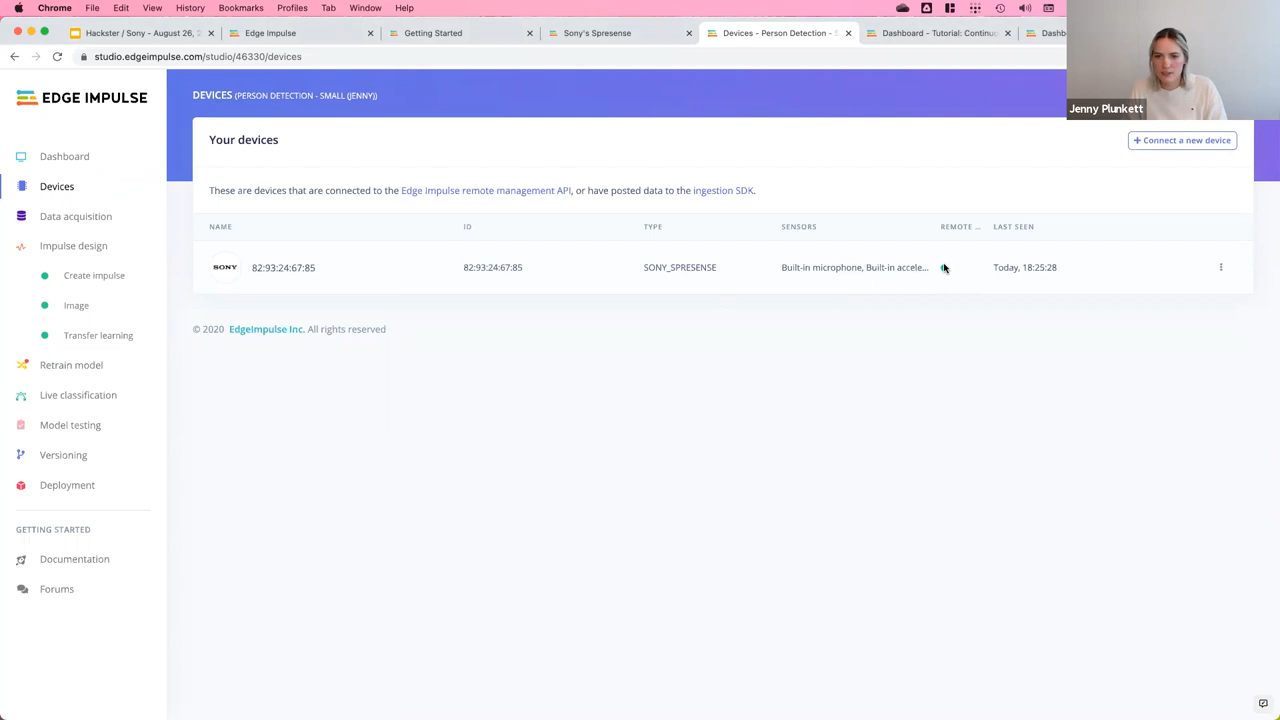 Chrome File Edit View History Bookmarks Profiles Tab Window Help
Hackster / Sony - August 26, 2 Edge Impulse Getting Started Sony's Spresense Devices - Person Detection - S Dashboard - Tutorial: Continuo Dashb
studio.edgeimpulse.com/studio/46330/devices
Jenny Plunkett
EDGE IMPULSE
Dashboard
Devices
Data acquisition
Impulse design
Create impulse
Image
Transfer learning
Retrain model
Live classification
Model testing
Versioning
Deployment
GETTING STARTED
Documentation
Forums
DEVICES (PERSON DETECTION - SMALL (JENNY))
Your devices
+ Connect a new device
These are devices that are connected to the Edge Impulse remote management API, or have posted data to the ingestion SDK.
NAME ID TYPE SENSORS REMOTE ... LAST SEEN
SONY 82:93:24:67:85 82:93:24:67:85 SONY_SPRESENSE Built-in microphone, Built-in accele... Today, 18:25:28
© 2020 EdgeImpulse Inc. All rights reserved